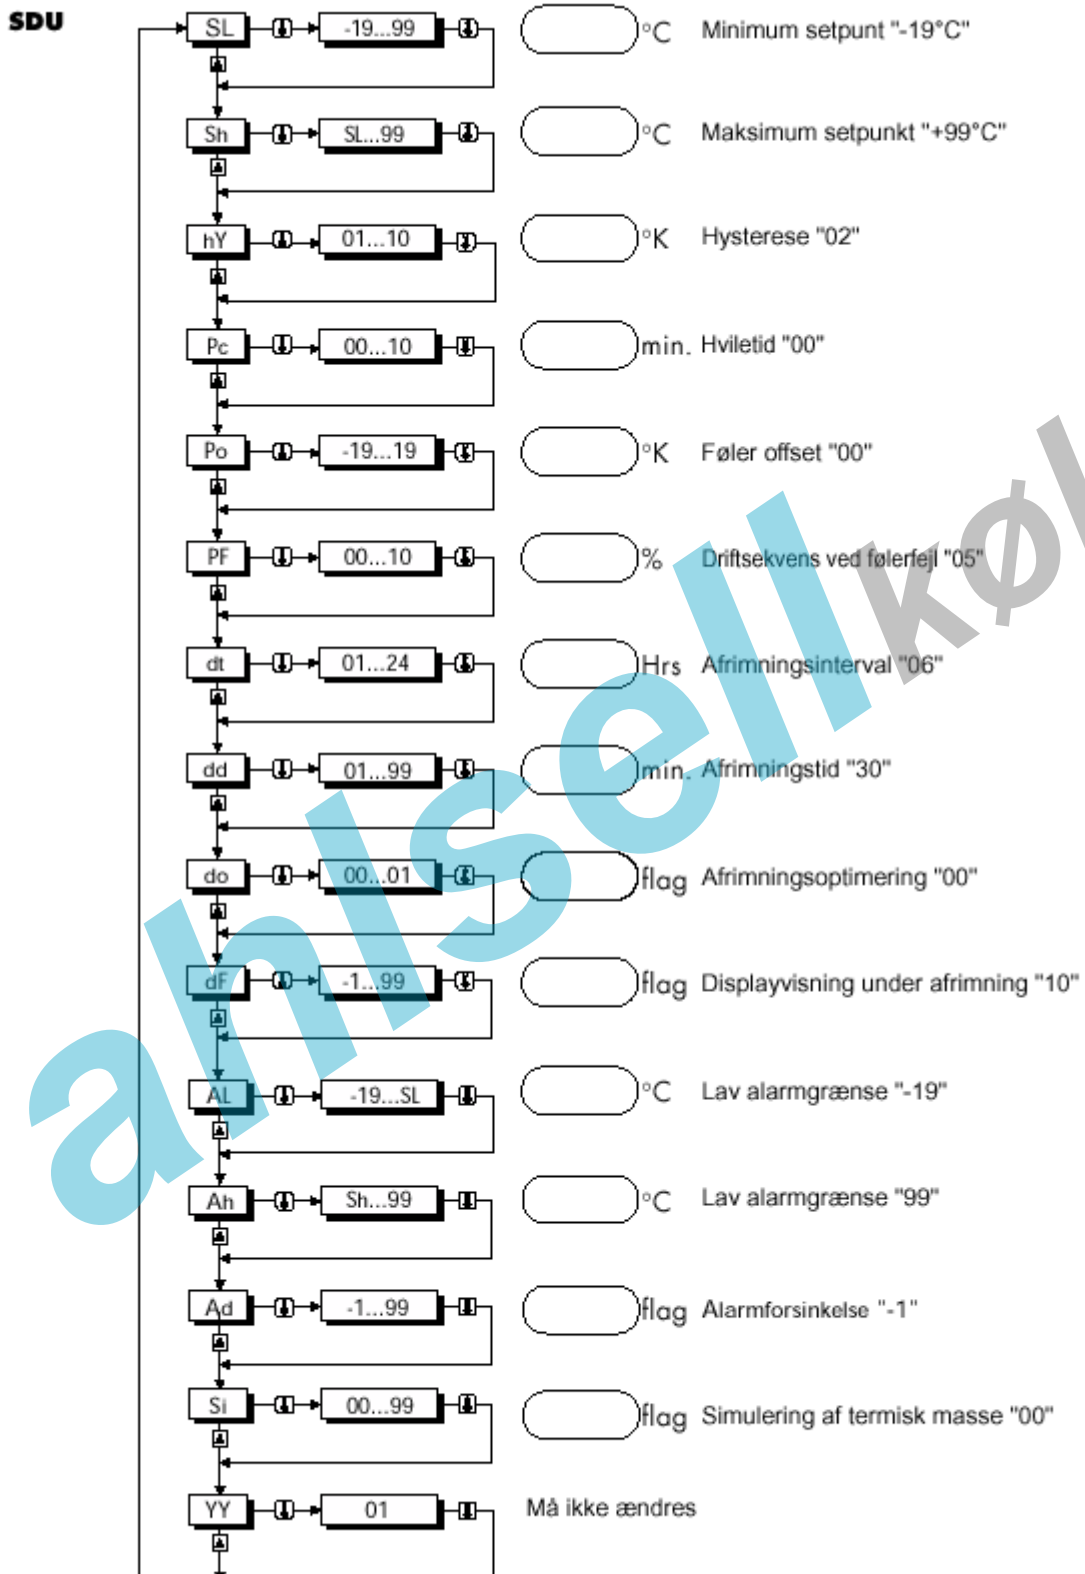 SDU
SL -19...99 °C Minimum setpunt "-19°C"
Sh SL...99 °C Maksimum setpunkt "+99°C"
hY 01...10 °K Hysterese "02"
Pc 00...10 min. Hviletid "00"
Po -19...19 °K Føler offset "00"
PF 00...10 % Driftsekvens ved følerfejl "05"
dt 01...24 Hrs Afrimningsinterval "06"
dd 01...99 min. Afrimningstid "30"
do 00...01 flag Afrimningsoptimering "00"
dF -1...99 flag Displayvisning under afrimning "10"
AL -19...SL °C Lav alarmgrænse "-19"
Ah Sh...99 °C Lav alarmgrænse "99"
Ad -1...99 flag Alarmforsinkelse "-1"
Si 00...99 flag Simulering af termisk masse "00"
YY 01 Må ikke ændres
ahlsell kø